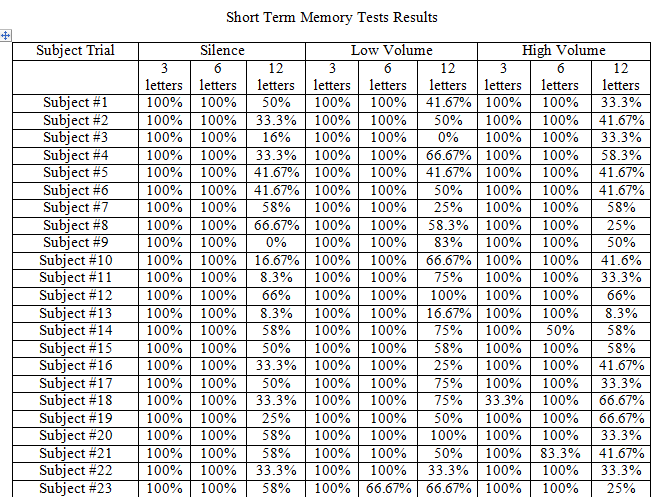 Short Term Memory Tests Results
Subject Trial Silence Low Volume High Volume
3 letters 6 letters 12 letters 3 letters 6 letters 12 letters 3 letters 6 letters 12 letters
Subject #1 100% 100% 50% 100% 100% 41.67% 100% 100% 33.3%
Subject #2 100% 100% 33.3% 100% 100% 50% 100% 100% 41.67%
Subject #3 100% 100% 16% 100% 100% 0% 100% 100% 33.3%
Subject #4 100% 100% 33.3% 100% 100% 66.67% 100% 100% 58.3%
Subject #5 100% 100% 41.67% 100% 100% 41.67% 100% 100% 41.67%
Subject #6 100% 100% 41.67% 100% 100% 50% 100% 100% 41.67%
Subject #7 100% 100% 58% 100% 100% 25% 100% 100% 58%
Subject #8 100% 100% 66.67% 100% 100% 58.3% 100% 100% 25%
Subject #9 100% 100% 0% 100% 100% 83% 100% 100% 50%
Subject #10 100% 100% 16.67% 100% 100% 66.67% 100% 100% 41.6%
Subject #11 100% 100% 8.3% 100% 100% 75% 100% 100% 33.3%
Subject #12 100% 100% 66% 100% 100% 100% 100% 100% 66%
Subject #13 100% 100% 8.3% 100% 100% 16.67% 100% 100% 8.3%
Subject #14 100% 100% 58% 100% 100% 75% 100% 50% 58%
Subject #15 100% 100% 50% 100% 100% 58% 100% 100% 58%
Subject #16 100% 100% 33.3% 100% 100% 25% 100% 100% 41.67%
Subject #17 100% 100% 50% 100% 100% 75% 100% 100% 33.3%
Subject #18 100% 100% 33.3% 100% 100% 75% 33.3% 100% 66.67%
Subject #19 100% 100% 25% 100% 100% 50% 100% 100% 66.67%
Subject #20 100% 100% 58% 100% 100% 100% 100% 100% 33.3%
Subject #21 100% 100% 58% 100% 100% 50% 100% 83.3% 41.67%
Subject #22 100% 100% 33.3% 100% 100% 33.3% 100% 100% 33.3%
Subject #23 100% 100% 58% 100% 66.67% 66.67% 100% 100% 25%